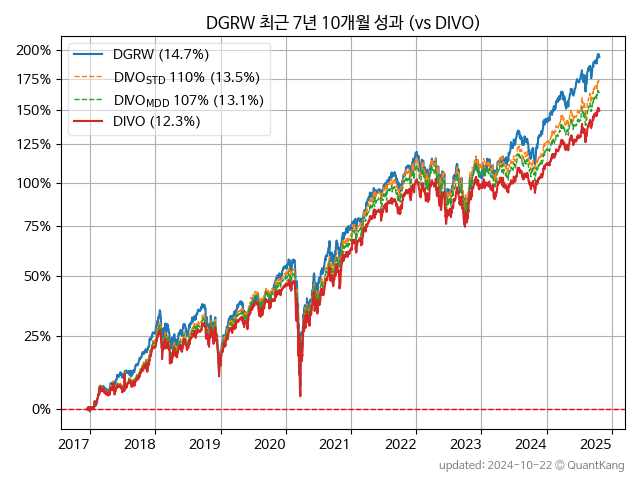 DGRW 최근 7년 10개월 성과 (vs DIVO)
200%
175%
150%
125%
100%
75%
50%
25%
0%
DGRW (14.7%)
DIVO_STD 110% (13.5%)
DIVO_MDD 107% (13.1%)
DIVO (12.3%)
2017 2018 2019 2020 2021 2022 2023 2024 2025
updated: 2024-10-22 © QuantKang